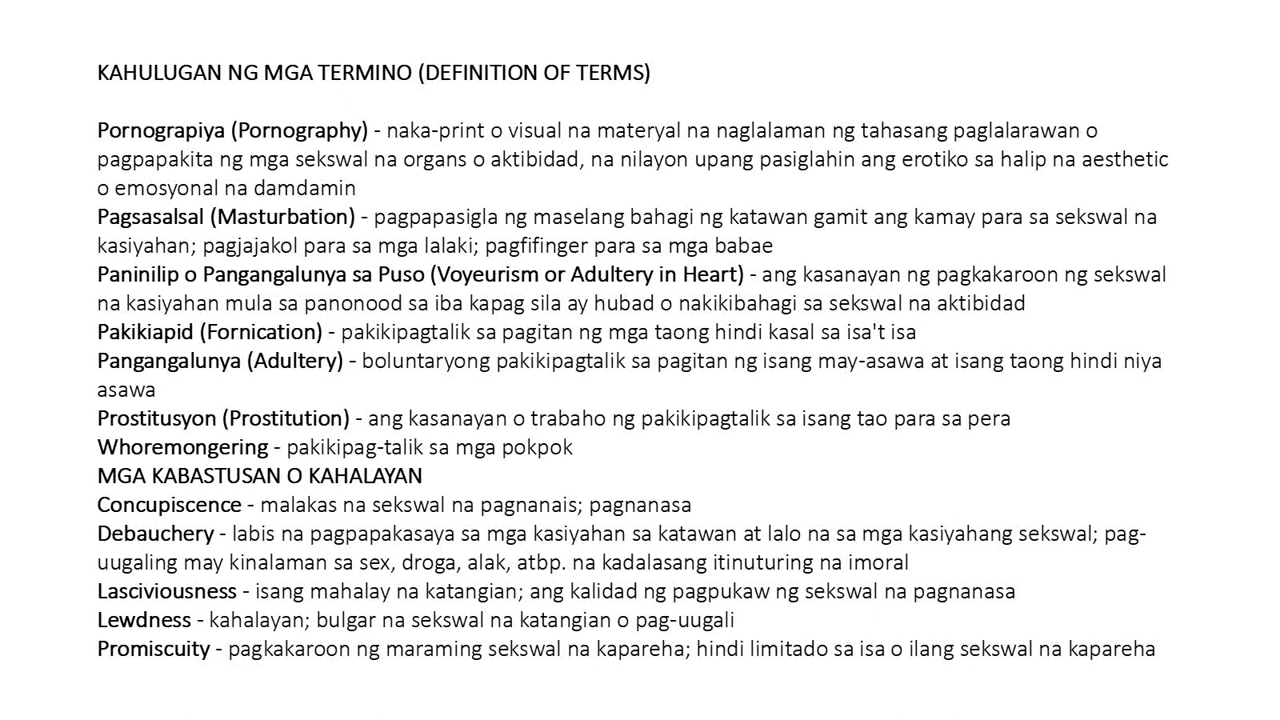 KAHULUGAN NG MGA TERMINO (DEFINITION OF TERMS)
Pornograpiya (Pornography) - naka-print o visual na materyal na naglalaman ng tahasang paglalarawan o
pagpapakita ng mga sekswal na organs o aktibidad, na nilayon upang pasiglahin ang erotiko sa halip na aesthetic
o emosyonal na damdamin
Pagsasalsal (Masturbation) - pagpapasigla ng maselang bahagi ng katawan gamit ang kamay para sa sekswal na
kasiyahan; pagjajakol para sa mga lalaki; pagfifinger para sa mga babae
Paninilip o Pangangalunya sa Puso (Voyeurism or Adultery in Heart) - ang kasanayan ng pagkakaroon ng sekswal
na kasiyahan mula sa panonood sa iba kapag sila ay hubad o nakikibahagi sa sekswal na aktibidad
Pakikiapid (Fornication) - pakikipagtalik sa pagitan ng mga taong hindi kasal sa isa't isa
Pangangalunya (Adultery) - boluntaryong pakikipagtalik sa pagitan ng isang may-asawa at isang taong hindi niya
asawa
Prostitusyon (Prostitution) - ang kasanayan o trabaho ng pakikipagtalik sa isang tao para sa pera
Whoremongering - pakikipag-talik sa mga pokpok
MGA KABASTUSAN O KAHALAYAN
Concupiscence - malakas na sekswal na pagnanais; pagnanasa
Debauchery - labis na pagpapakasaya sa mga kasiyahan sa katawan at lalo na sa mga kasiyahang sekswal; pag-
uugaling may kinalaman sa sex, droga, alak, atbp. na kadalasang itinuturing na imoral
Lasciviousness - isang mahalay na katangian; ang kalidad ng pagpukaw ng sekswal na pagnanasa
Lewdness - kahalayan; bulgar na sekswal na katangian o pag-uugali
Promiscuity - pagkakaroon ng maraming sekswal na kapareha; hindi limitado sa isa o ilang sekswal na kapareha